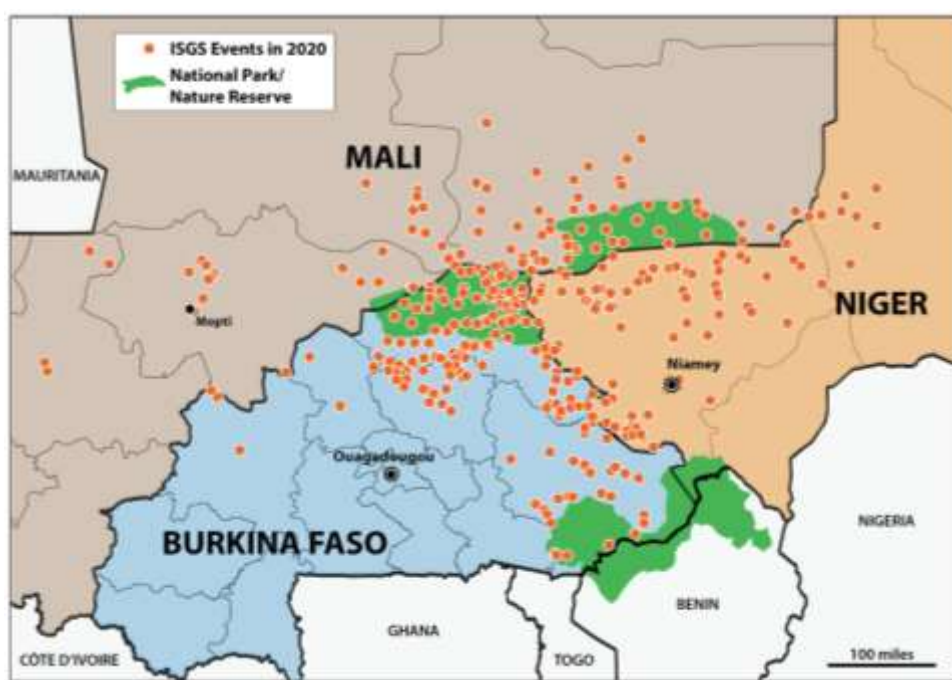 ISGS Events in 2020
National Park/
Nature Reserve
MALI
MAURITANIA
NIGER
Mopti
Niamey
Ouagadougou
NIGERIA
BURKINA FASO
BENIN
GHANA
CÔTE D'IVOIRE
TOGO
100 miles